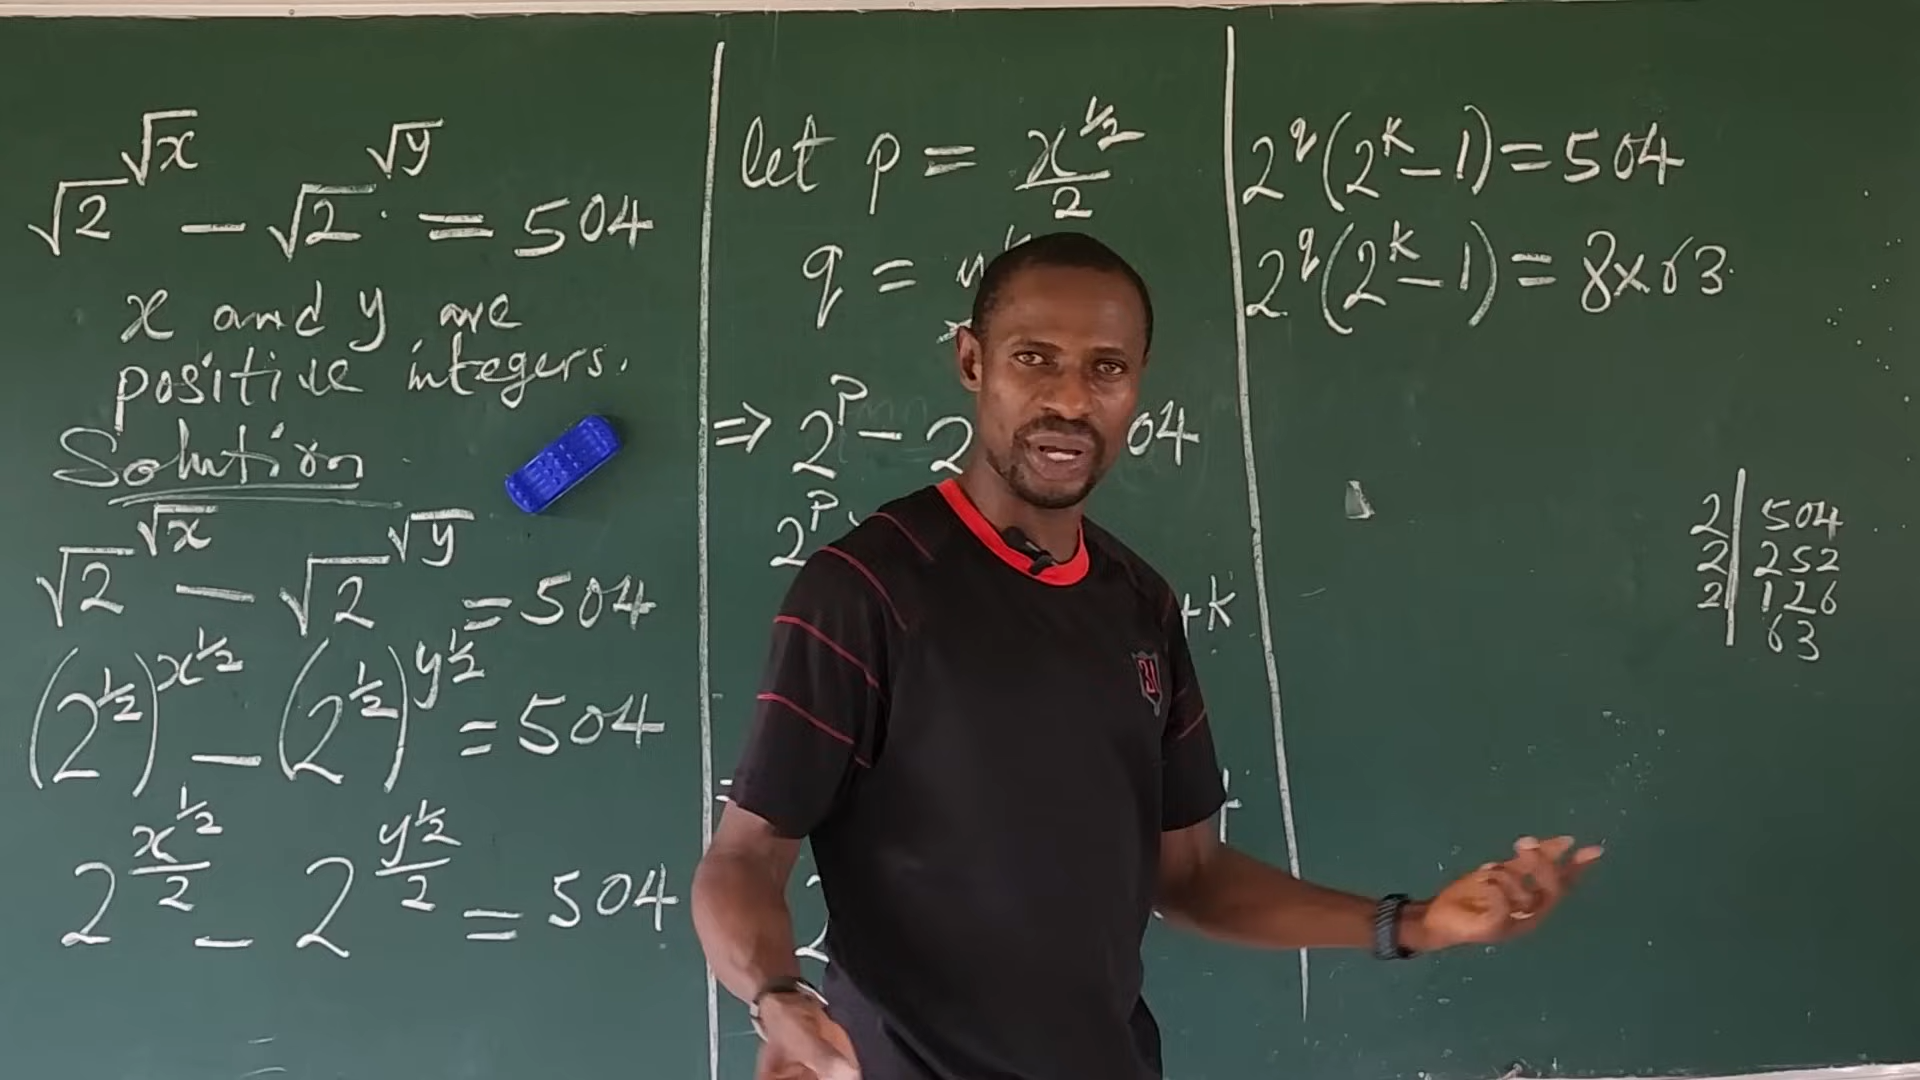 √2^√x − √2^√y = 504
x and y are
positive integers.
Solution
√2^√x − √2^√y = 504
(2^½)^x^½ − (2^½)^y^½ = 504
2^(x^½/2) − 2^(y^½/2) = 504
let p = x^½/2
q =
⇒ 2^p − 2 04
2^p
+k
2^q(2^k − 1) = 504
2^q(2^k − 1) = 8×63
2 | 504
2 | 252
2 | 126
63
31